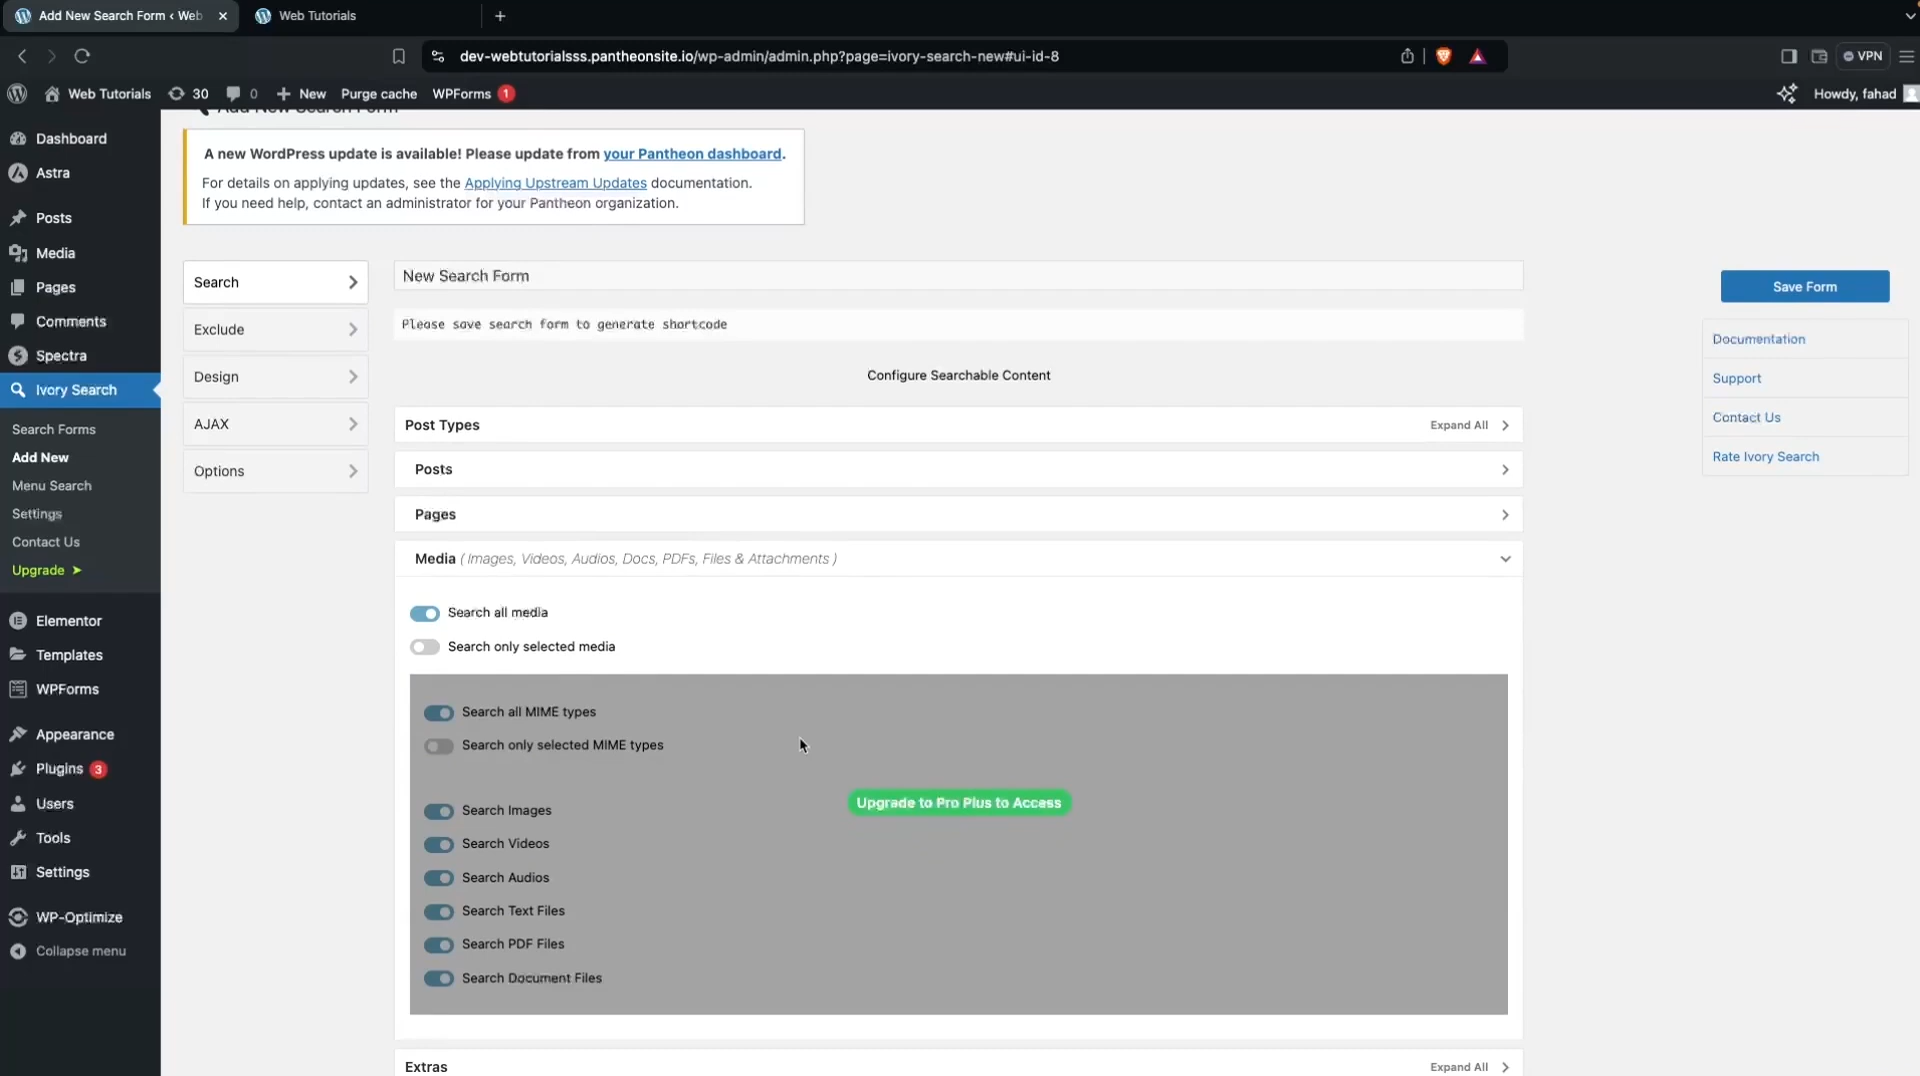 Add New Search Form ‹ Web
Web Tutorials
dev-webtutorialsss.pantheonsite.io/wp-admin/admin.php?page=ivory-search-new#ui-id-8
VPN
Web Tutorials
30
0
New
Purge cache
WPForms 1
Howdy, fahad
Add New Search Form
Dashboard
Astra
Posts
Media
Pages
Comments
Spectra
Ivory Search
Search Forms
Add New
Menu Search
Settings
Contact Us
Upgrade ➤
Elementor
Templates
WPForms
Appearance
Plugins 3
Users
Tools
Settings
WP-Optimize
Collapse menu
A new WordPress update is available! Please update from your Pantheon dashboard.
For details on applying updates, see the Applying Upstream Updates documentation.
If you need help, contact an administrator for your Pantheon organization.
Search
Exclude
Design
AJAX
Options
New Search Form
Please save search form to generate shortcode
Configure Searchable Content
Post Types
Expand All
Posts
Pages
Media ( Images, Videos, Audios, Docs, PDFs, Files & Attachments )
Search all media
Search only selected media
Search all MIME types
Search only selected MIME types
Upgrade to Pro Plus to Access
Search Images
Search Videos
Search Audios
Search Text Files
Search PDF Files
Search Document Files
Extras
Expand All
Save Form
Documentation
Support
Contact Us
Rate Ivory Search